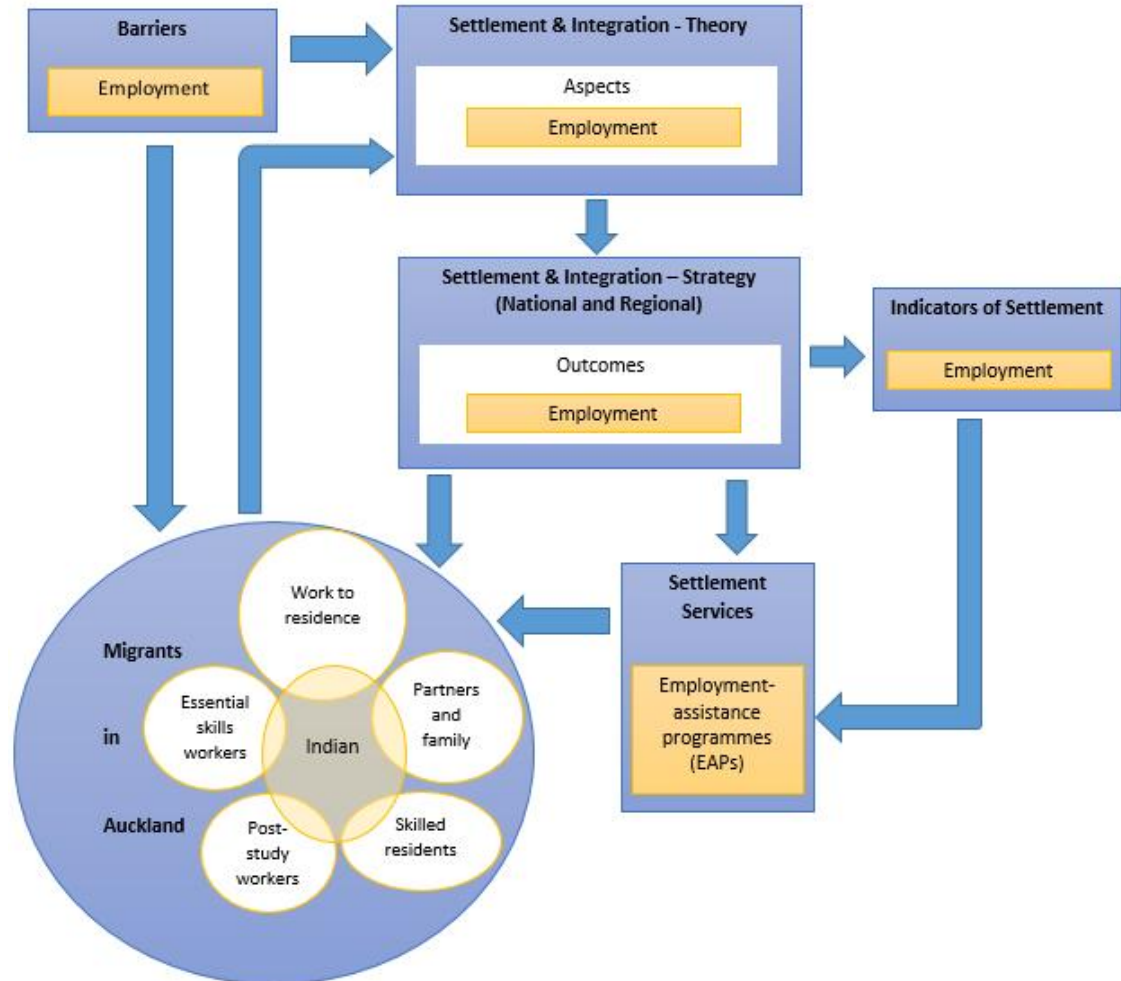 Barriers
Employment
Settlement & Integration - Theory
Aspects
Employment
Settlement & Integration – Strategy
(National and Regional)
Outcomes
Employment
Indicators of Settlement
Employment
Settlement
Services
Employment-
assistance
programmes
(EAPs)
Migrants
in
Auckland
Work to
residence
Essential
skills
workers
Partners
and
family
Indian
Post-
study
workers
Skilled
residents